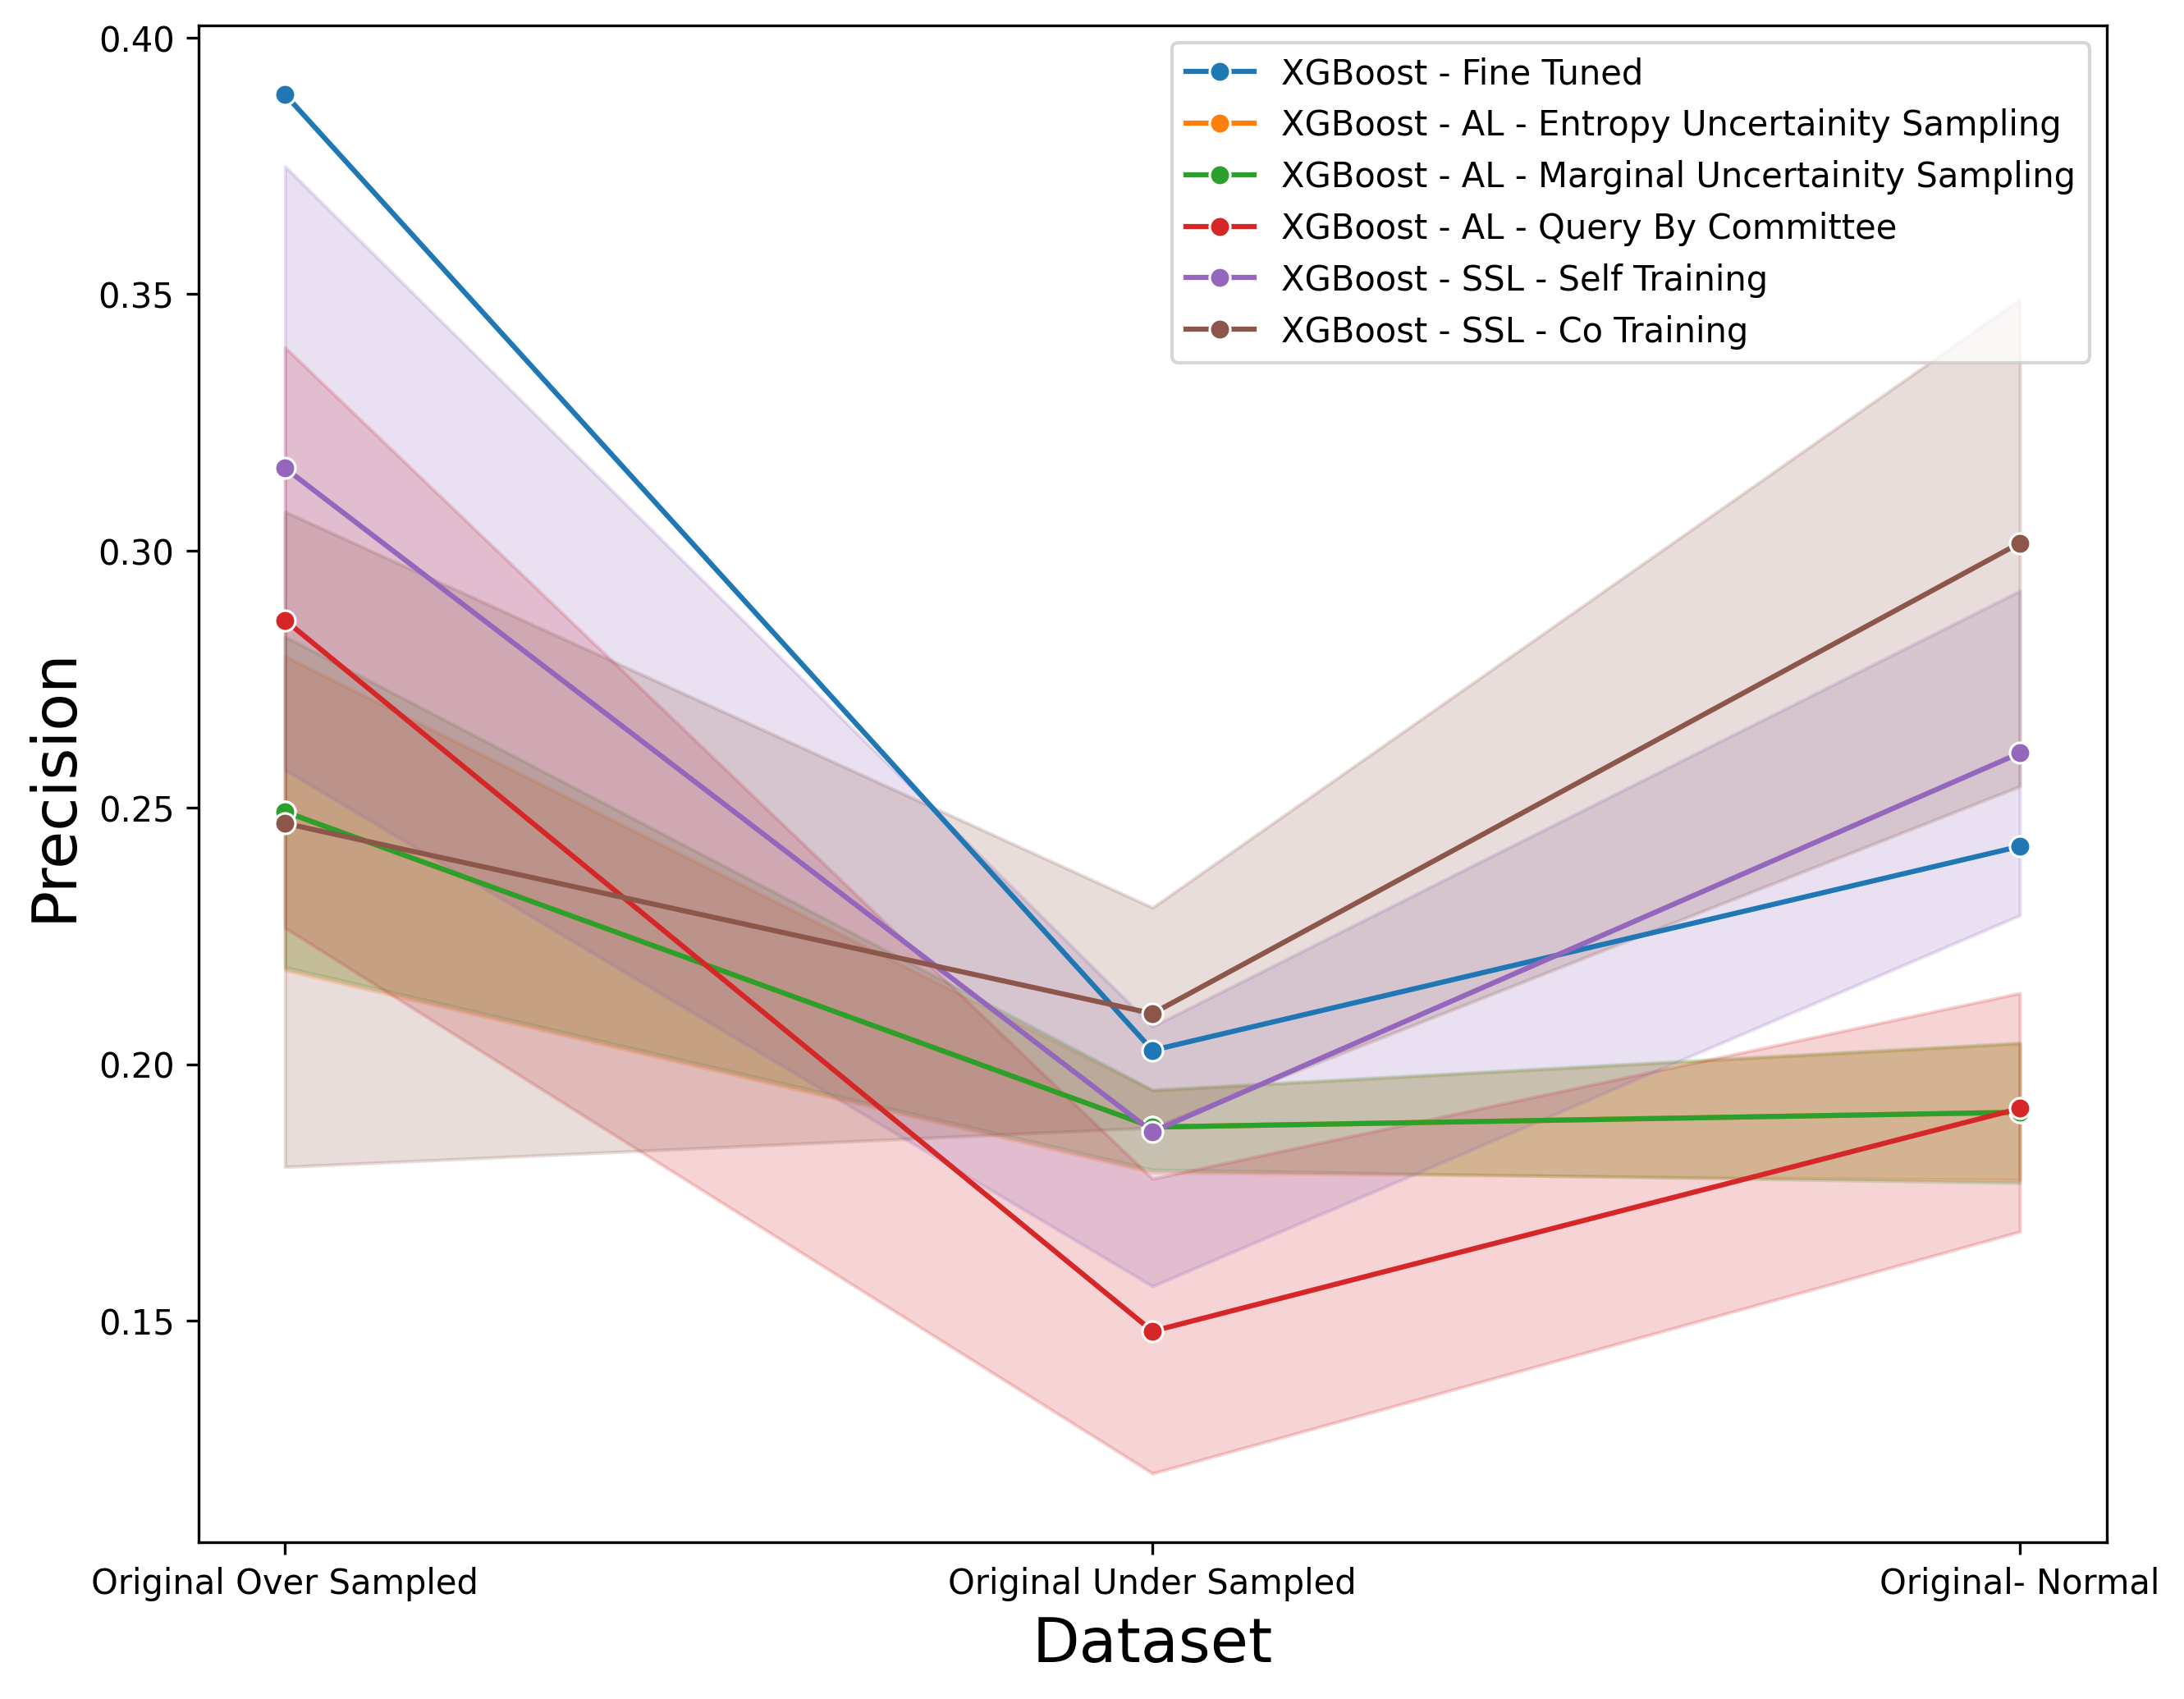 0.40
0.35
0.30
0.25
0.20
0.15
Precision
XGBoost - Fine Tuned
XGBoost - AL - Entropy Uncertainity Sampling
XGBoost - AL - Marginal Uncertainity Sampling
XGBoost - AL - Query By Committee
XGBoost - SSL - Self Training
XGBoost - SSL - Co Training
Original Over Sampled
Original Under Sampled
Original- Normal
Dataset